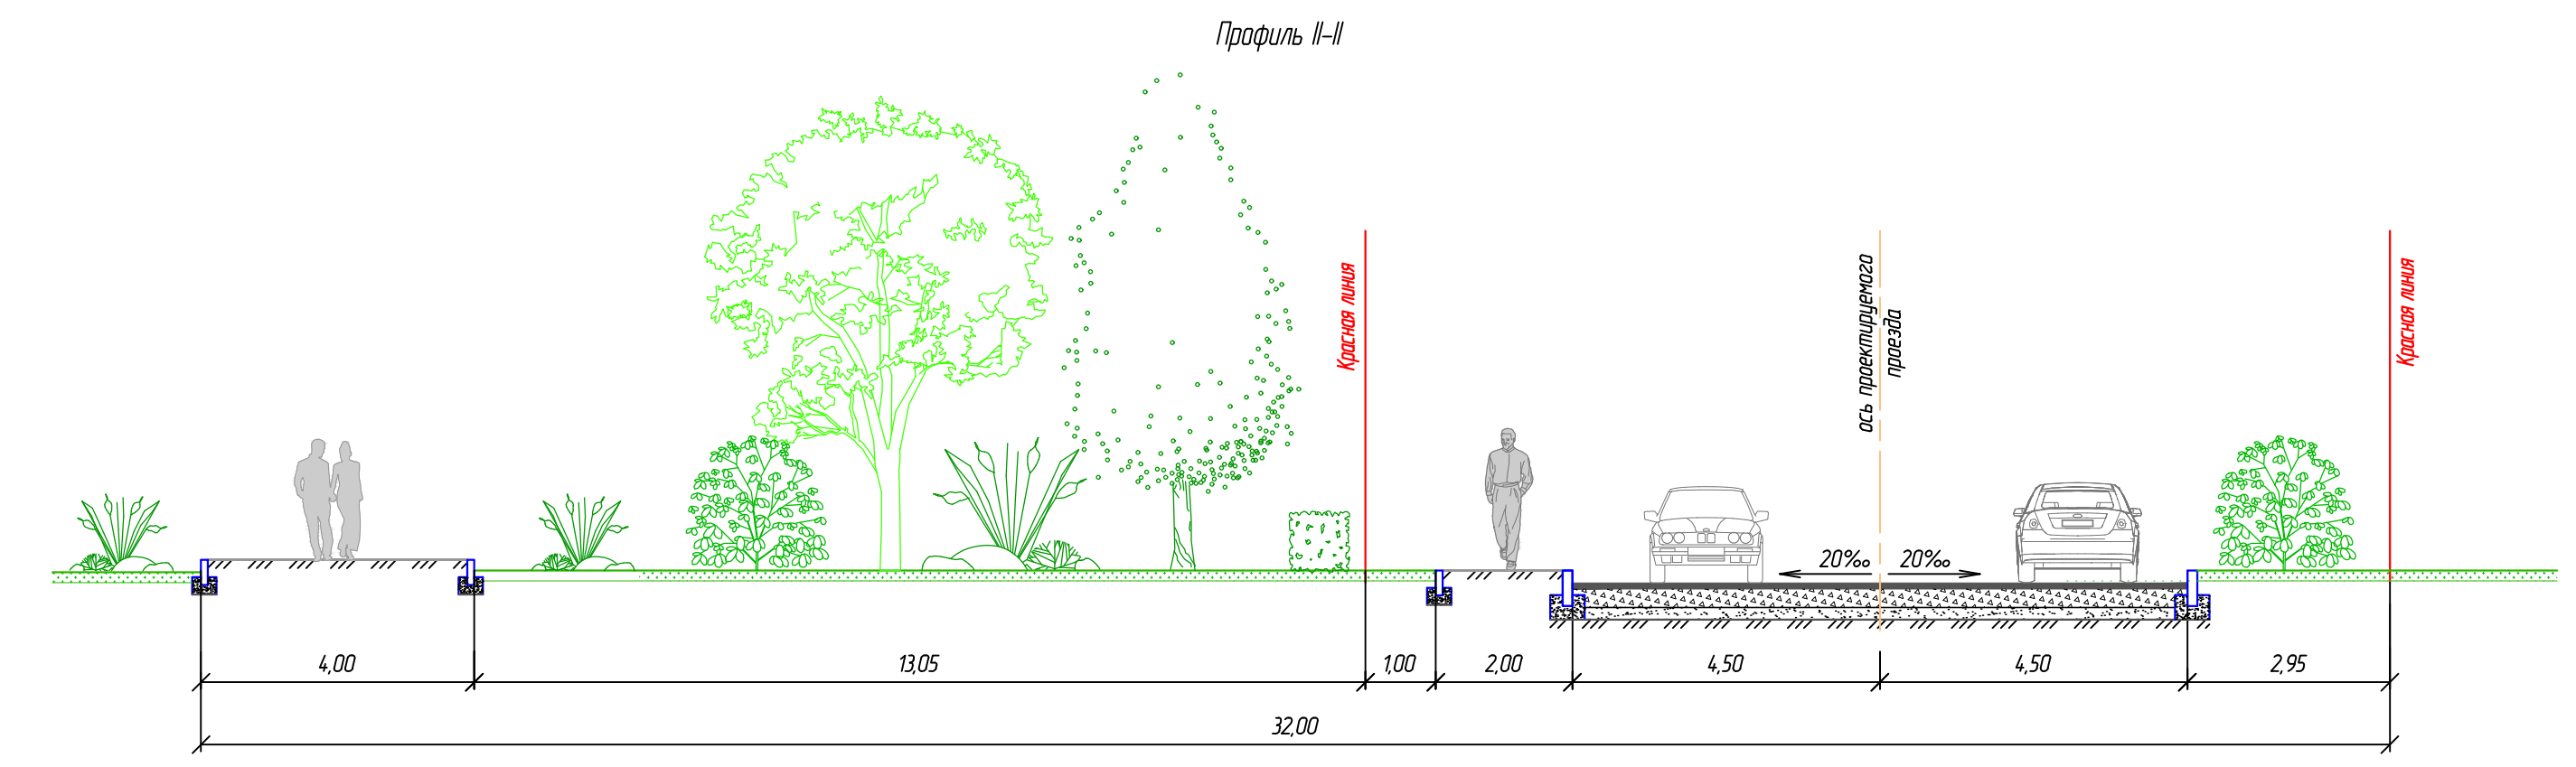 Профиль II-II
Красная линия
ось проектируемого
проезда
Красная линия
20‰ 20‰
4,00 13,05 1,00 2,00 4,50 4,50 2,95
32,00